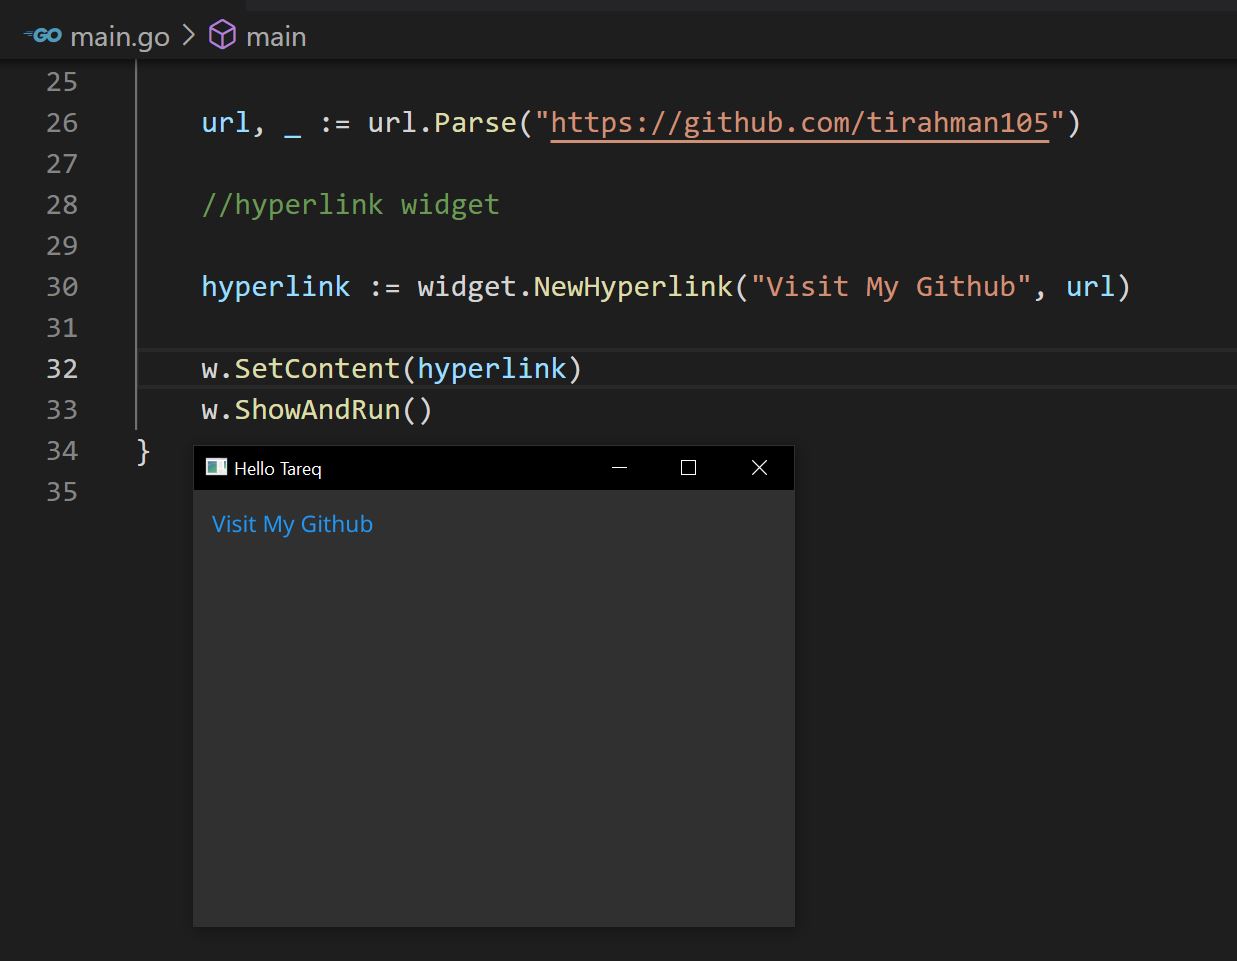 GO main.go > main
25
26 url, _ := url.Parse("https://github.com/tirahman105")
27
28 //hyperlink widget
29
30 hyperlink := widget.NewHyperlink("Visit My Github", url)
31
32 w.SetContent(hyperlink)
33 w.ShowAndRun()
34 }
35
Hello Tareq
Visit My Github